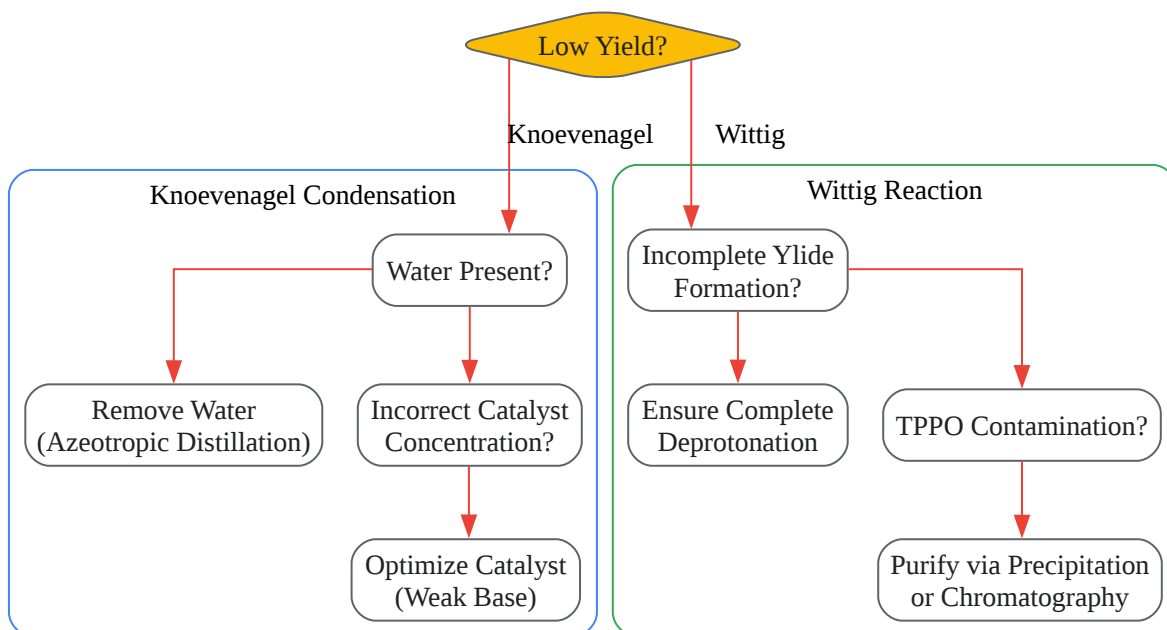 Low Yield?
Knoevenagel
Wittig
Knoevenagel Condensation
Water Present?
Remove Water
(Azeotropic Distillation)
Incorrect Catalyst
Concentration?
Optimize Catalyst
(Weak Base)
Wittig Reaction
Incomplete Ylide
Formation?
Ensure Complete
Deprotonation
TPPO Contamination?
Purify via Precipitation
or Chromatography